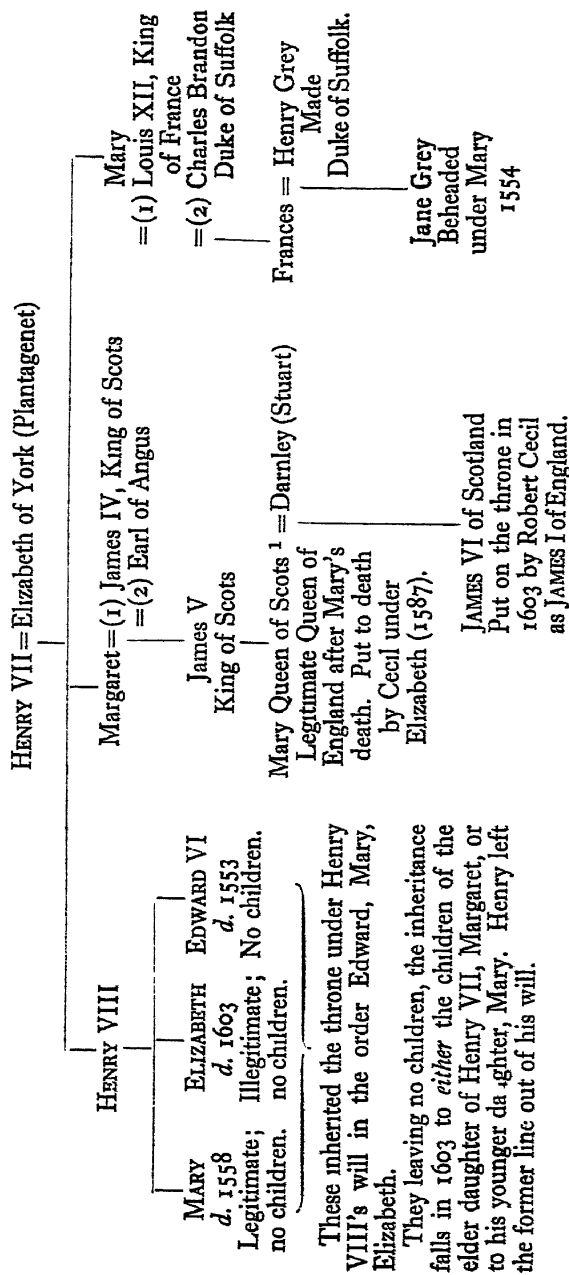 HENRY VII = Elizabeth of York (Plantagenet)
HENRY VIII
MARY
d. 1558
Legitimate;
no children.
ELIZABETH
d. 1603
Illegitimate;
no children.
EDWARD VI
d. 1553
No children.
These inherited the throne under Henry
VIII's will in the order Edward, Mary,
Elizabeth.
They leaving no children, the inheritance
falls in 1603 to either the children of the
elder daughter of Henry VII, Margaret, or
to his younger daughter, Mary. Henry left
the former line out of his will.
Margaret = (1) James IV, King of Scots
= (2) Earl of Angus
James V
King of Scots
Mary Queen of Scots 1 = Darnley (Stuart)
Legitimate Queen of
England after Mary's
death. Put to death
by Cecil under
Elizabeth (1587).
JAMES VI of Scotland
Put on the throne in
1603 by Robert Cecil
as JAMES I of England.
Mary
= (1) Louis XII, King
of France
= (2) Charles Brandon
Duke of Suffolk
Frances = Henry Grey
Made
Duke of Suffolk.
Jane Grey
Beheaded
under Mary
1554